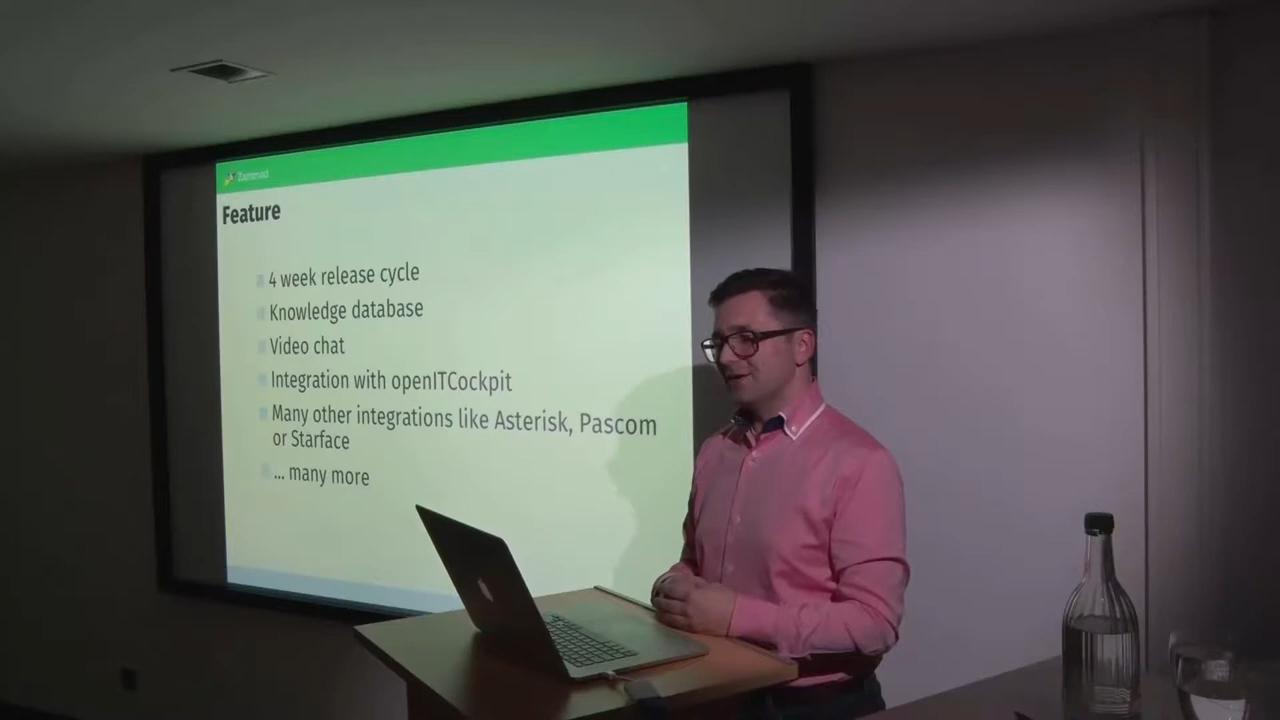 Zammad
Feature
4 week release cycle
Knowledge database
Video chat
Integration with openITCockpit
Many other integrations like Asterisk, Pascom
or Starface
... many more